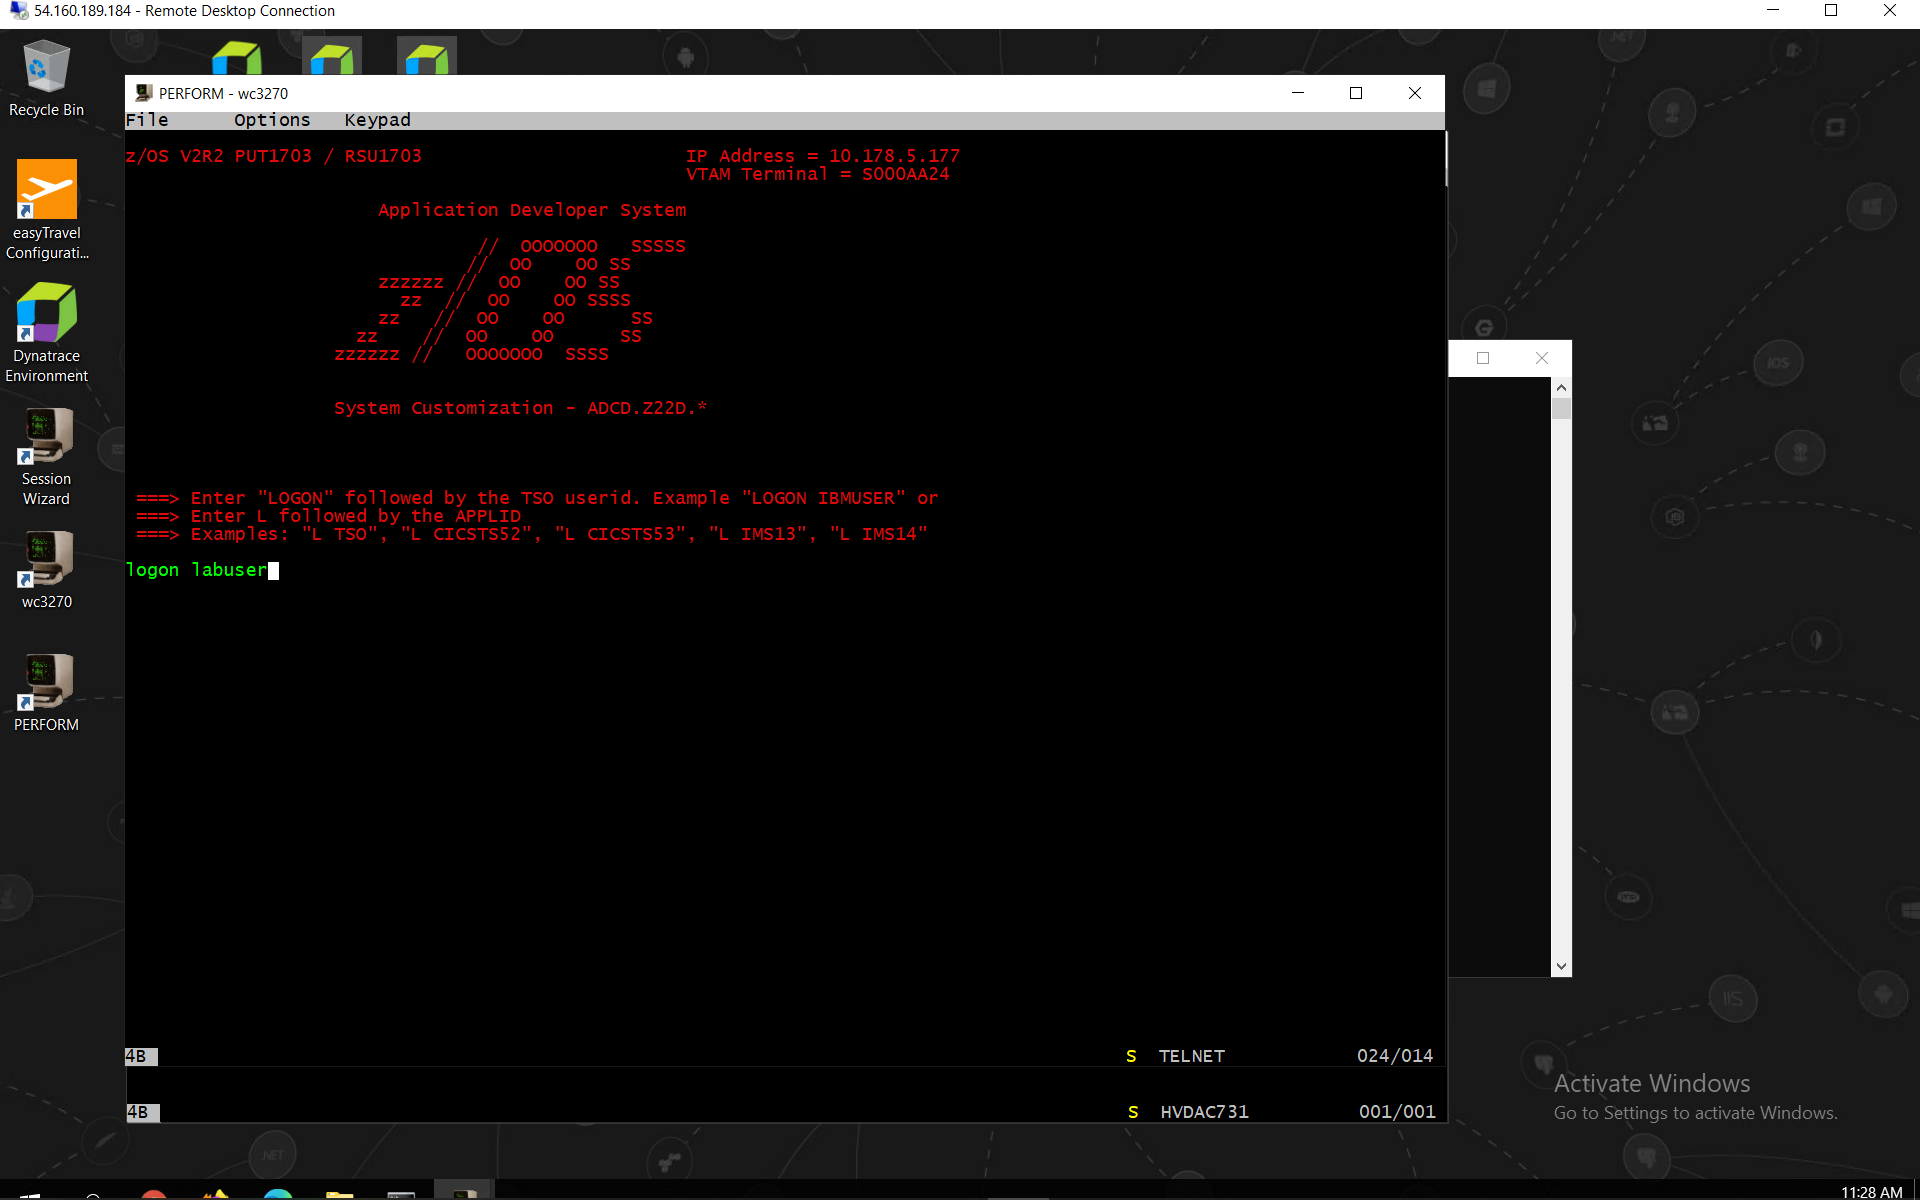 54.160.189.184 - Remote Desktop Connection
Recycle Bin
easyTravel
Configurati...
Dynatrace
Environment
Session
Wizard
wc3270
PERFORM
PERFORM - wc3270
File Options Keypad
z/OS V2R2 PUT1703 / RSU1703 IP Address = 10.178.5.177
VTAM Terminal = S000AA24
Application Developer System
// OOOOOOO SSSSS
// OO OO SS
zzzzzz // OO OO SS
zz // OO OO SSSS
zz // OO OO SS
zz // OO OO SS
zzzzzz // OOOOOOO SSSS
System Customization - ADCD.Z22D.*
===> Enter "LOGON" followed by the TSO userid. Example "LOGON IBMUSER" or
===> Enter L followed by the APPLID
===> Examples: "L TSO", "L CICSTS52", "L CICSTS53", "L IMS13", "L IMS14"
logon labuser
4B S TELNET 024/014
4B S HVDAC731 001/001
.NET
iOS
php
IIS
.NET
Activate Windows
Go to Settings to activate Windows.
11:28 AM